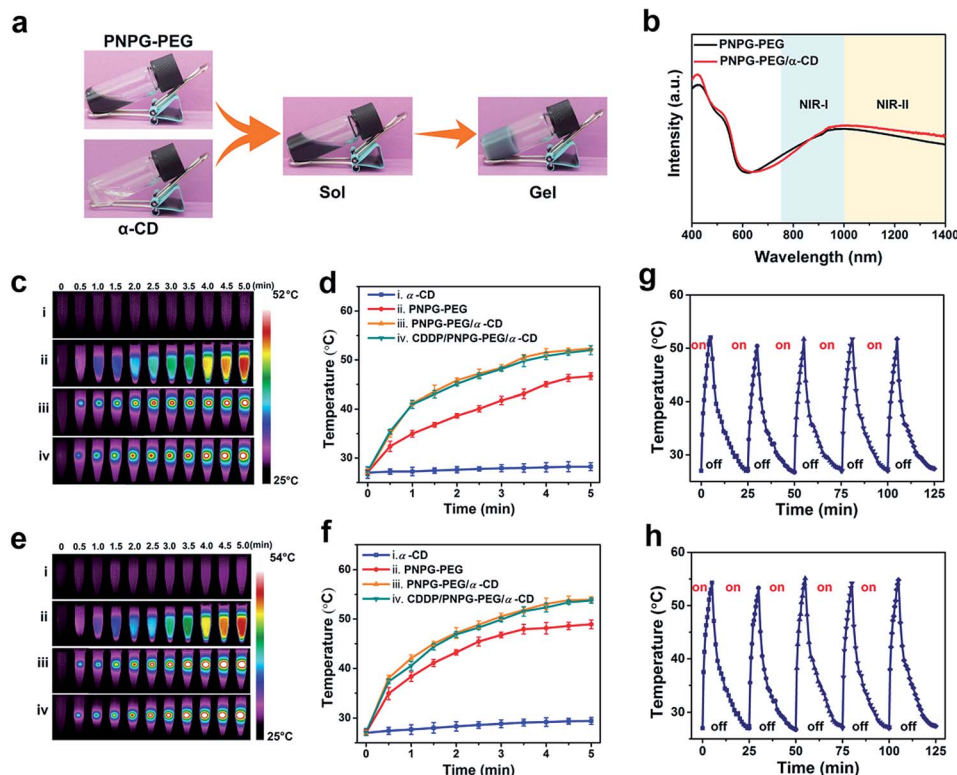 a
PNPG-PEG
α-CD
Sol
Gel
b
PNPG-PEG
PNPG-PEG/α-CD
NIR-I
NIR-II
Intensity (a.u.)
400 600 800 1000 1200 1400
Wavelength (nm)
c
0 0.5 1.0 1.5 2.0 2.5 3.0 3.5 4.0 4.5 5.0 (min)
i
ii
iii
iv
52°C
25°C
d
i. α-CD
ii. PNPG-PEG
iii. PNPG-PEG/α-CD
iv. CDDP/PNPG-PEG/α-CD
Temperature (°C)
60
50
40
30
0 1 2 3 4 5
Time (min)
g
Temperature (°C)
60
50
40
30
on on on on on
off off off off off
0 25 50 75 100 125
Time (min)
e
0 0.5 1.0 1.5 2.0 2.5 3.0 3.5 4.0 4.5 5.0 (min)
i
ii
iii
iv
54°C
25°C
f
i. α-CD
ii. PNPG-PEG
iii. PNPG-PEG/α-CD
iv. CDDP/PNPG-PEG/α-CD
Temperature (°C)
60
50
40
30
0 1 2 3 4 5
Time (min)
h
Temperature (°C)
60
50
40
30
on on on on on
off off off off off
0 25 50 75 100 125
Time (min)